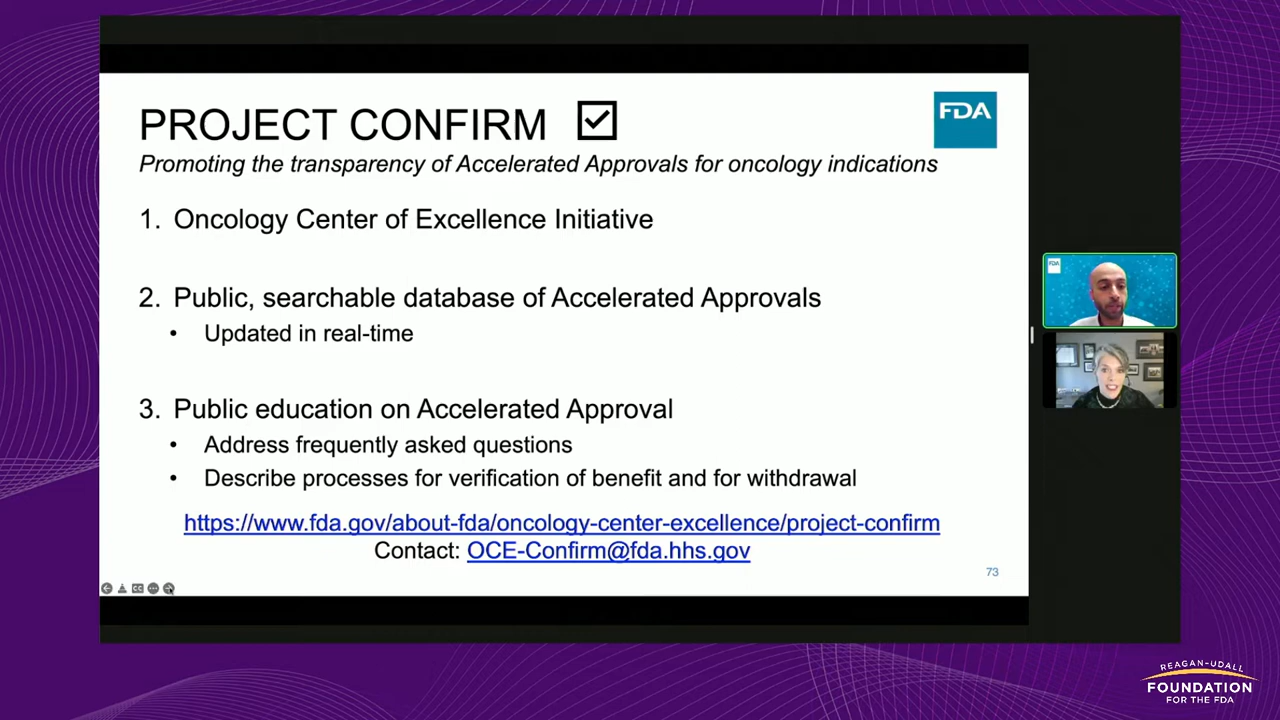 PROJECT CONFIRM
FDA
Promoting the transparency of Accelerated Approvals for oncology indications
1. Oncology Center of Excellence Initiative
2. Public, searchable database of Accelerated Approvals
• Updated in real-time
3. Public education on Accelerated Approval
• Address frequently asked questions
• Describe processes for verification of benefit and for withdrawal
https://www.fda.gov/about-fda/oncology-center-excellence/project-confirm
Contact: OCE-Confirm@fda.hhs.gov
73
CC
FDA
REAGAN-UDALL
FOUNDATION
FOR THE FDA